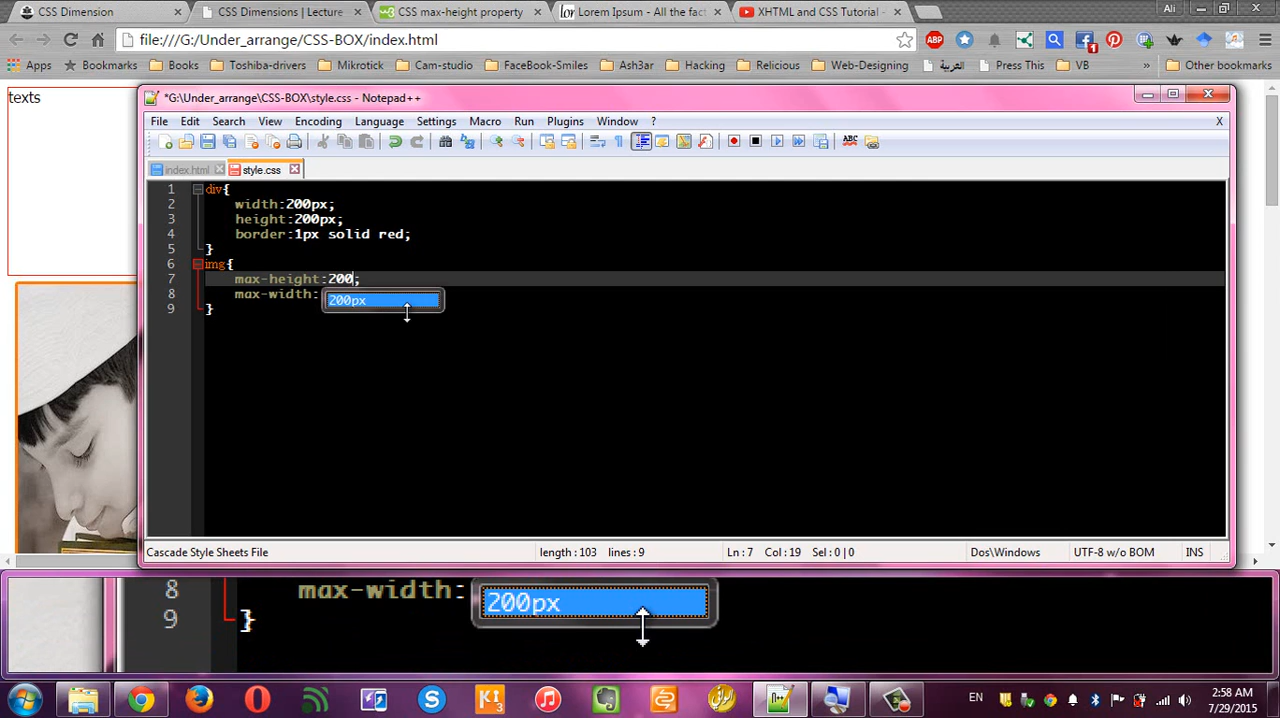 CSS Dimension
CSS Dimensions | Lecture
CSS max-height property
Lorem Ipsum - All the fact
XHTML and CSS Tutorial -
Ali
file:///G:/Under_arrange/CSS-BOX/index.html
ABP
1
Apps
Bookmarks
Books
Toshiba-drivers
Mikrotick
Cam-studio
FaceBook-Smiles
Ash3ar
Hacking
Relicious
Web-Designing
العربية
Press This
VB
»
Other bookmarks
texts
*G:\Under_arrange\CSS-BOX\style.css - Notepad++
File Edit Search View Encoding Language Settings Macro Run Plugins Window ? X
index.html
style.css
1 div{
2 width:200px;
3 height:200px;
4 border:1px solid red;
5 }
6 img{
7 max-height:200;
8 max-width:
200px
9 }
Cascade Style Sheets File
length : 103 lines : 9
Ln : 7 Col : 19 Sel : 0 | 0
Dos\Windows
UTF-8 w/o BOM
INS
8 max-width:
200px
9 }
EN
2:58 AM
7/29/2015